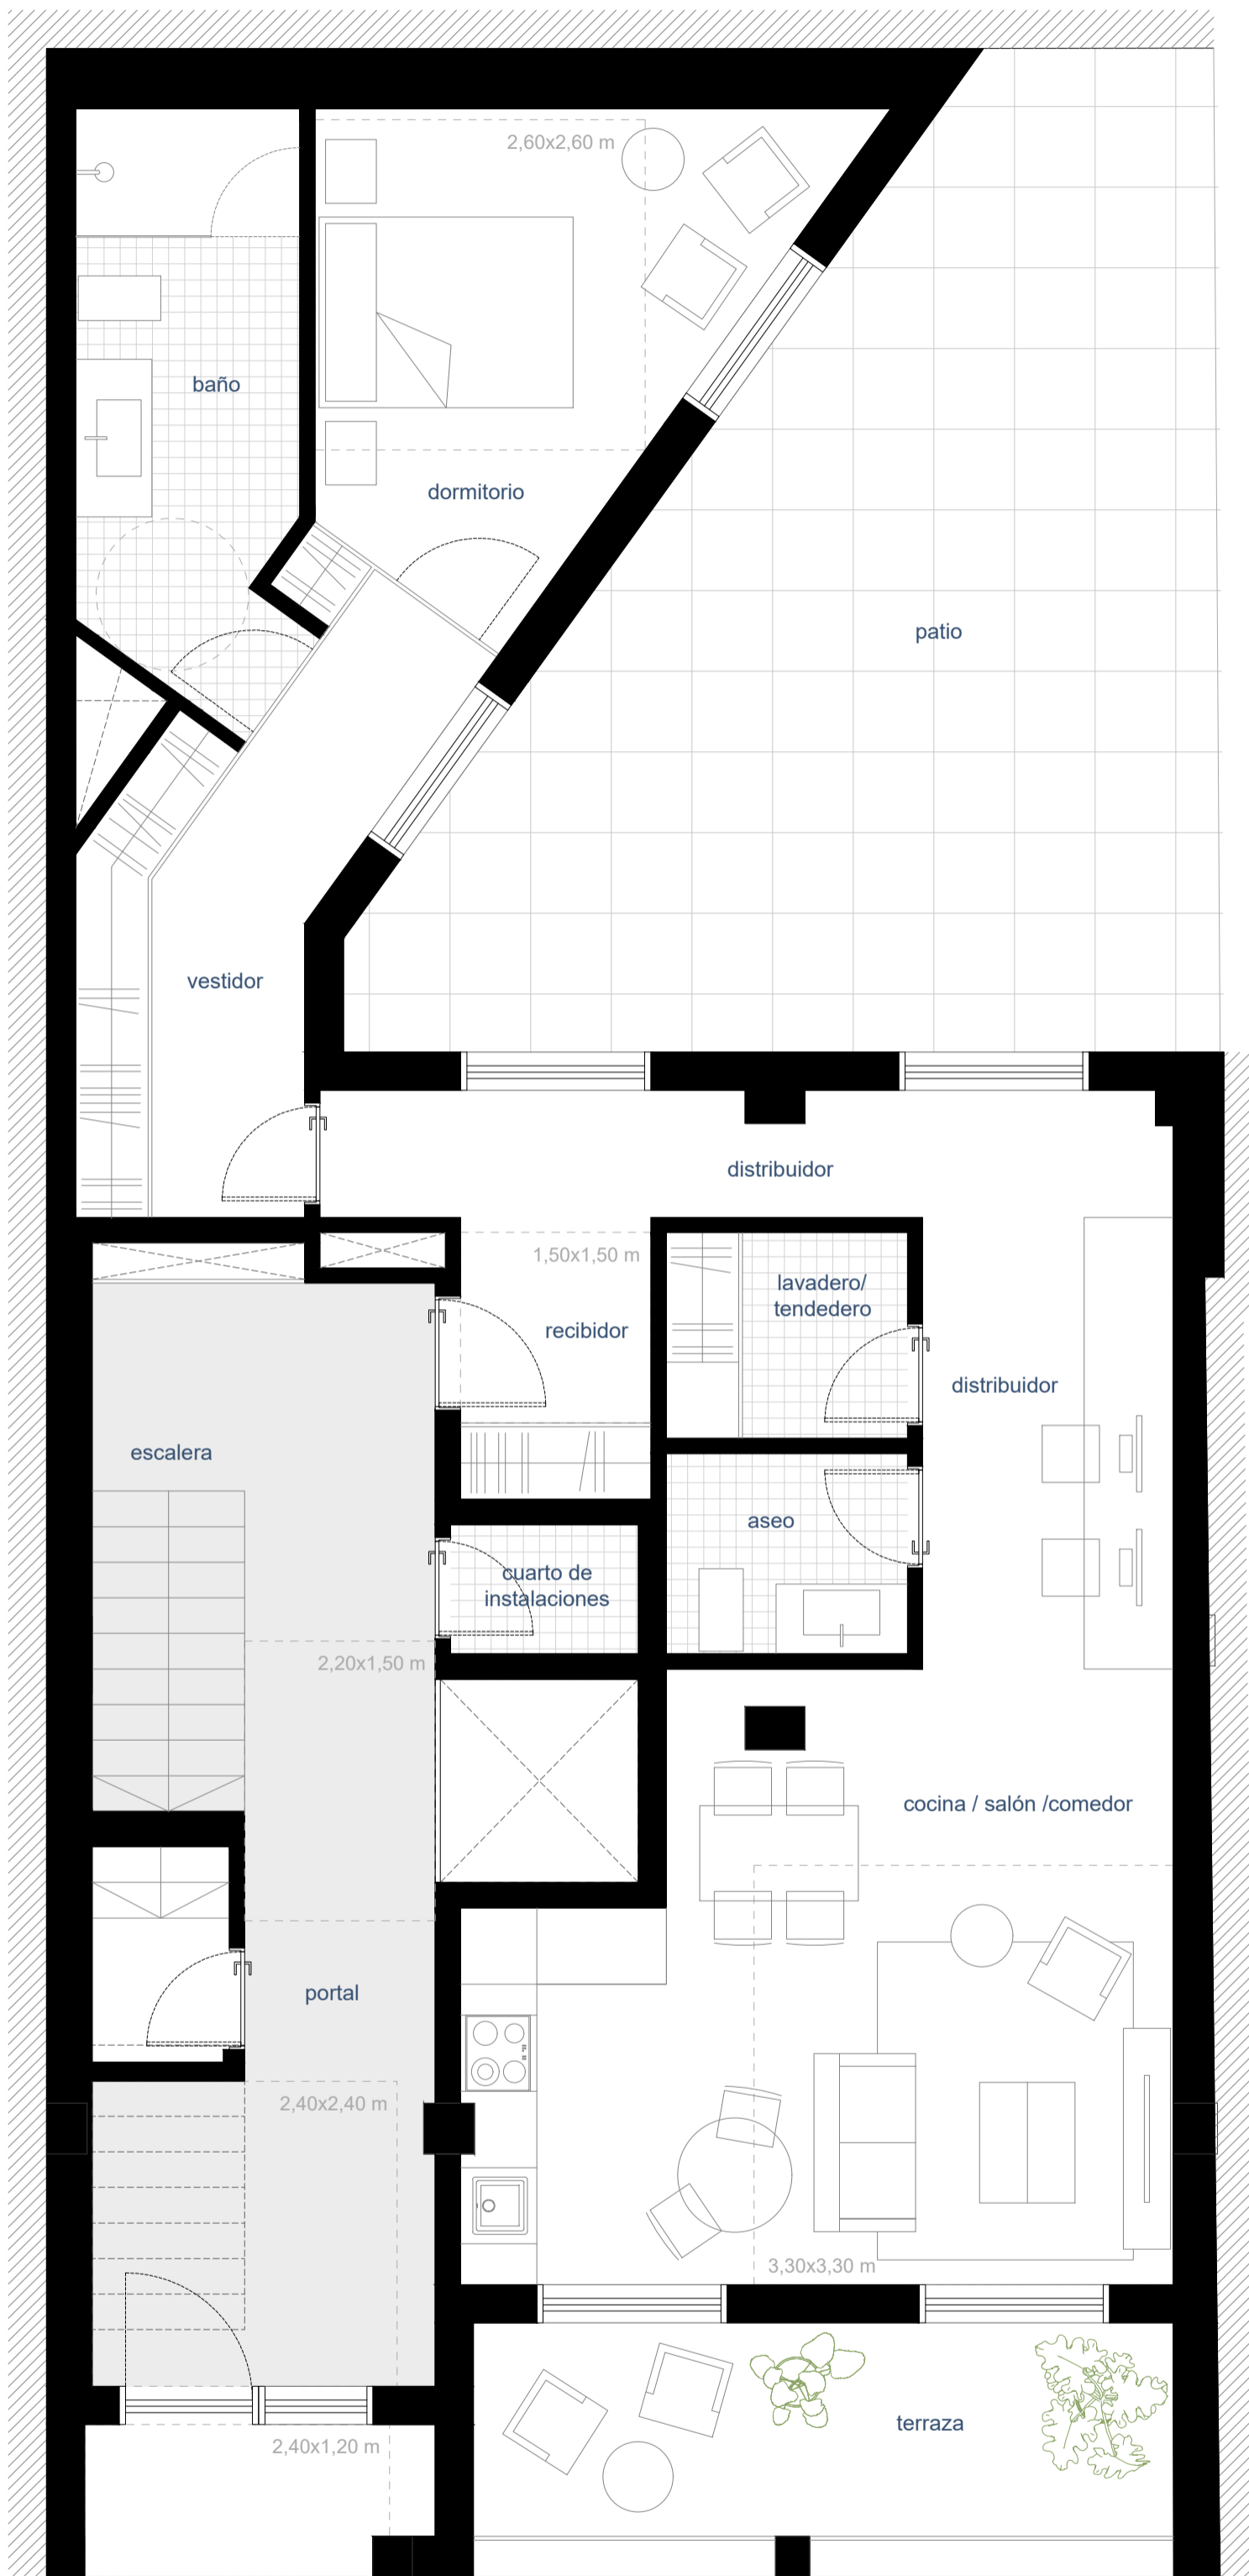 2,60x2,60 m
baño
dormitorio
patio
vestidor
distribuidor
1,50x1,50 m
lavadero/
tendedero
recibidor
distribuidor
escalera
aseo
cuarto de
instalaciones
2,20x1,50 m
cocina / salón /comedor
portal
2,40x2,40 m
3,30x3,30 m
terraza
2,40x1,20 m